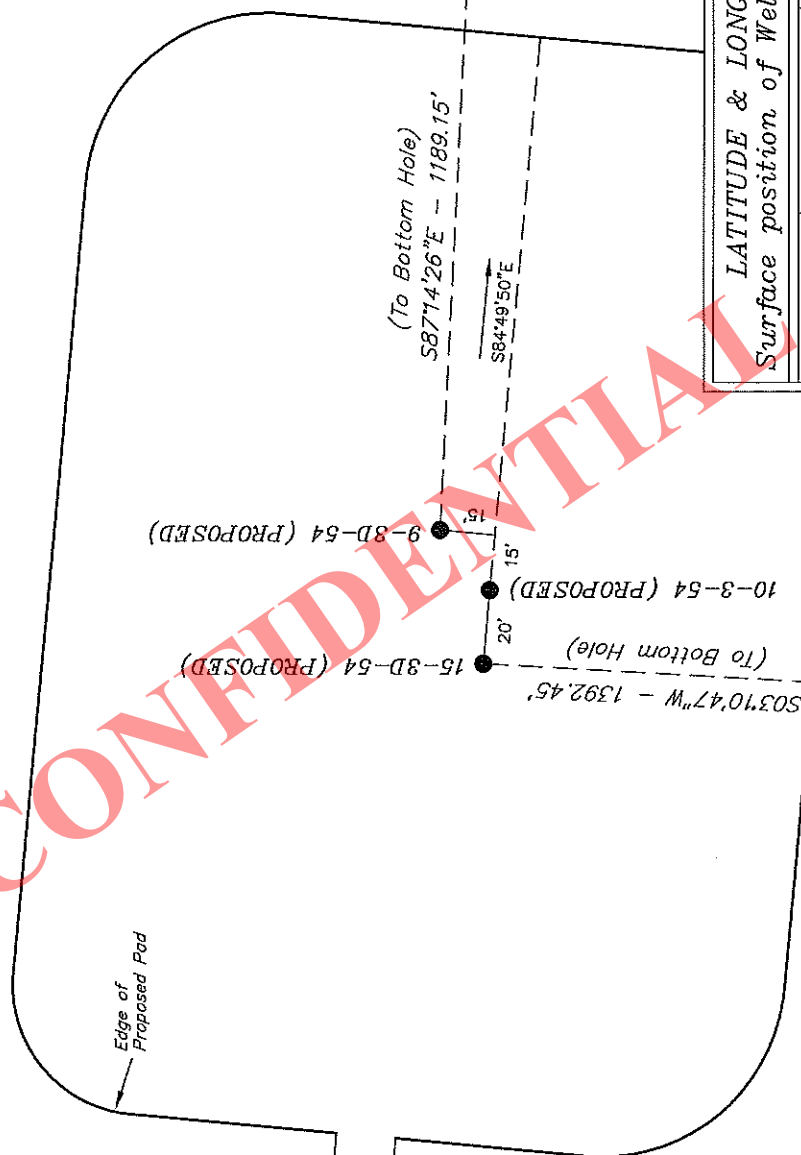 (To Bottom Hole)
S87°14'26"E - 1189.15'
S84°49'50"E
9-3D-54 (PROPOSED)
15'
15'
10-3-54 (PROPOSED)
20'
15-3D-54 (PROPOSED)
(To Bottom Hole)
S03°10'47"W - 1392.45'
Edge of
Proposed Pad
LATITUDE & LONG
Surface position of Wel
CONFIDENTIAL